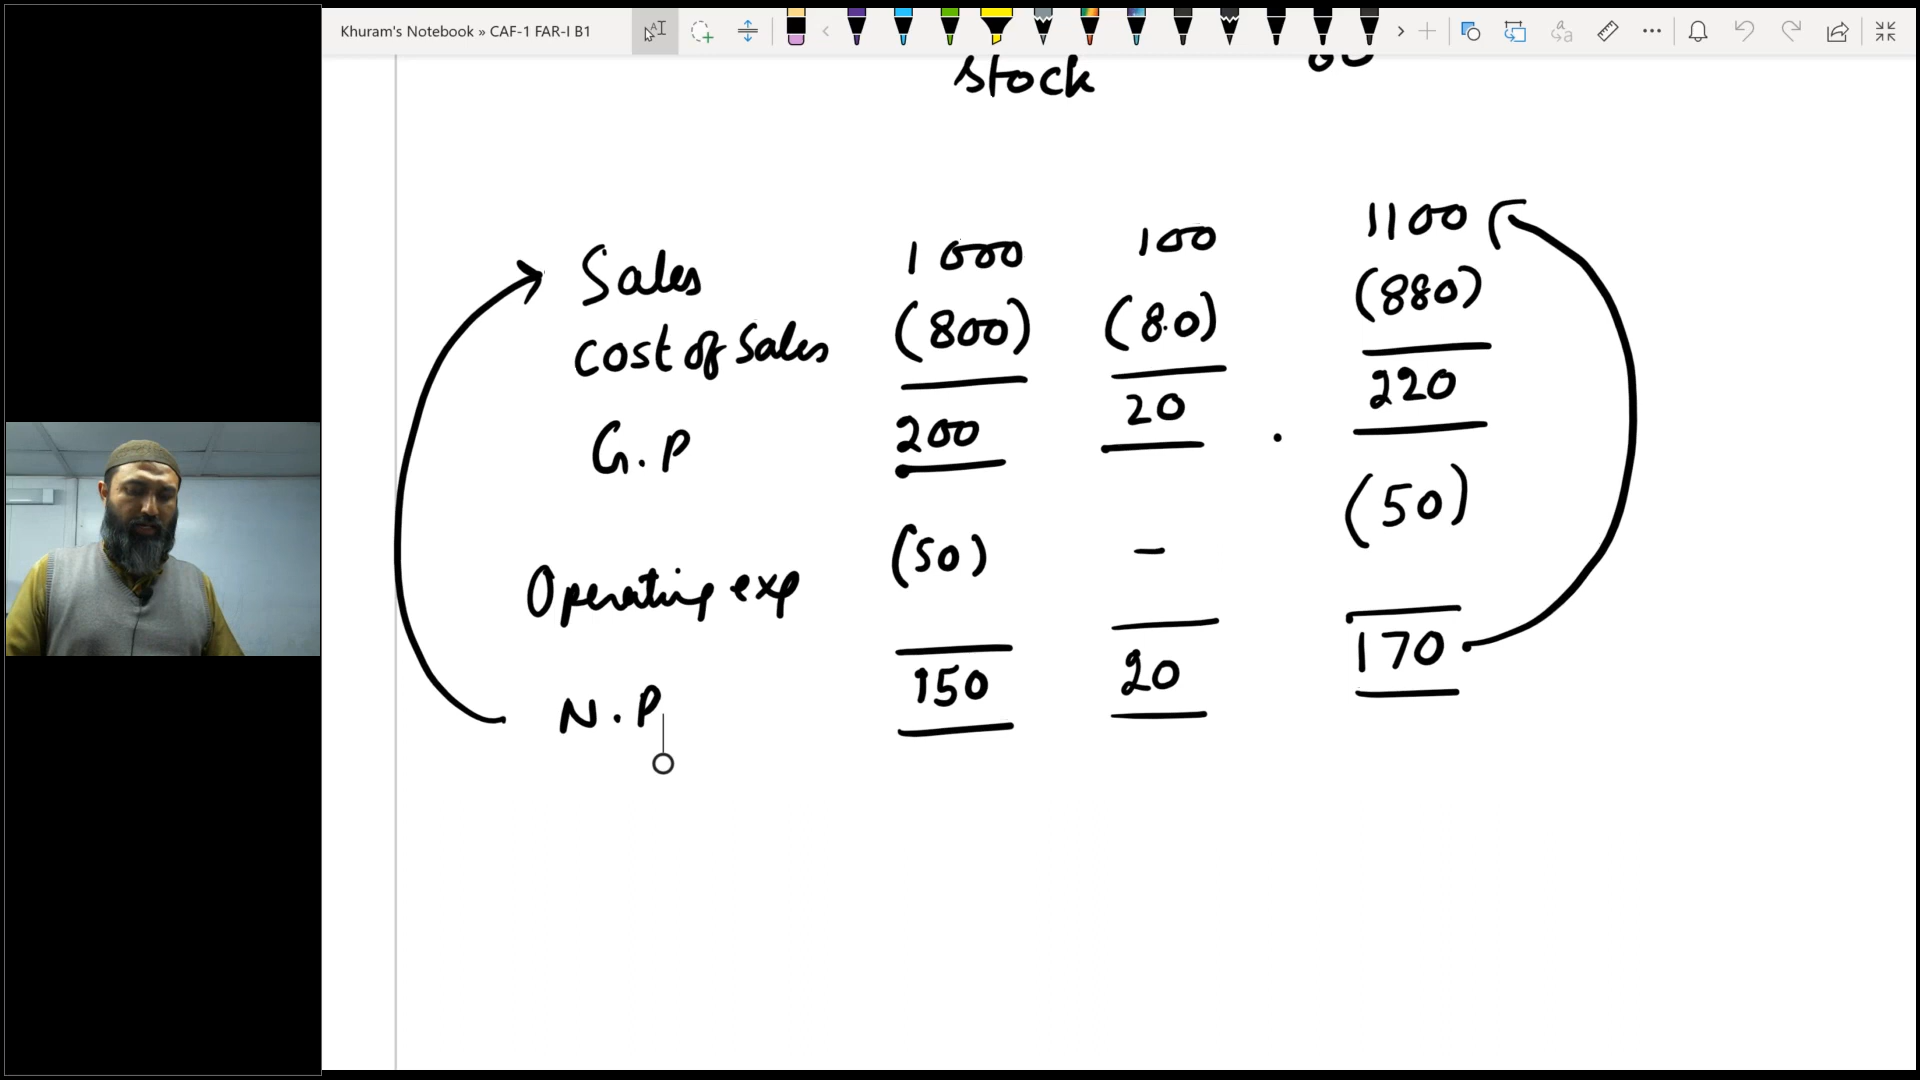 Khuram's Notebook » CAF-1 FAR-I B1
stock
Sales 1000 100 1100
cost of Sales (800) (80) (880)
G.P 200 20 220
Operating exp (50) - (50)
N.P 150 20 170